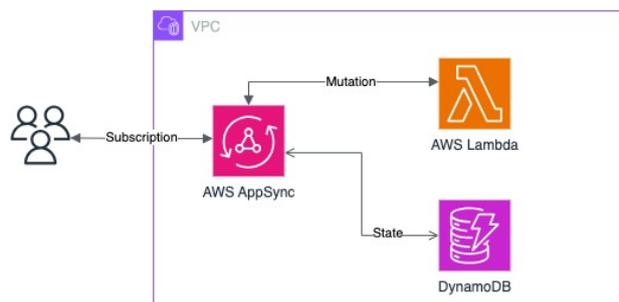 VPC
Mutation
AWS Lambda
Subscription
AWS AppSync
State
DynamoDB